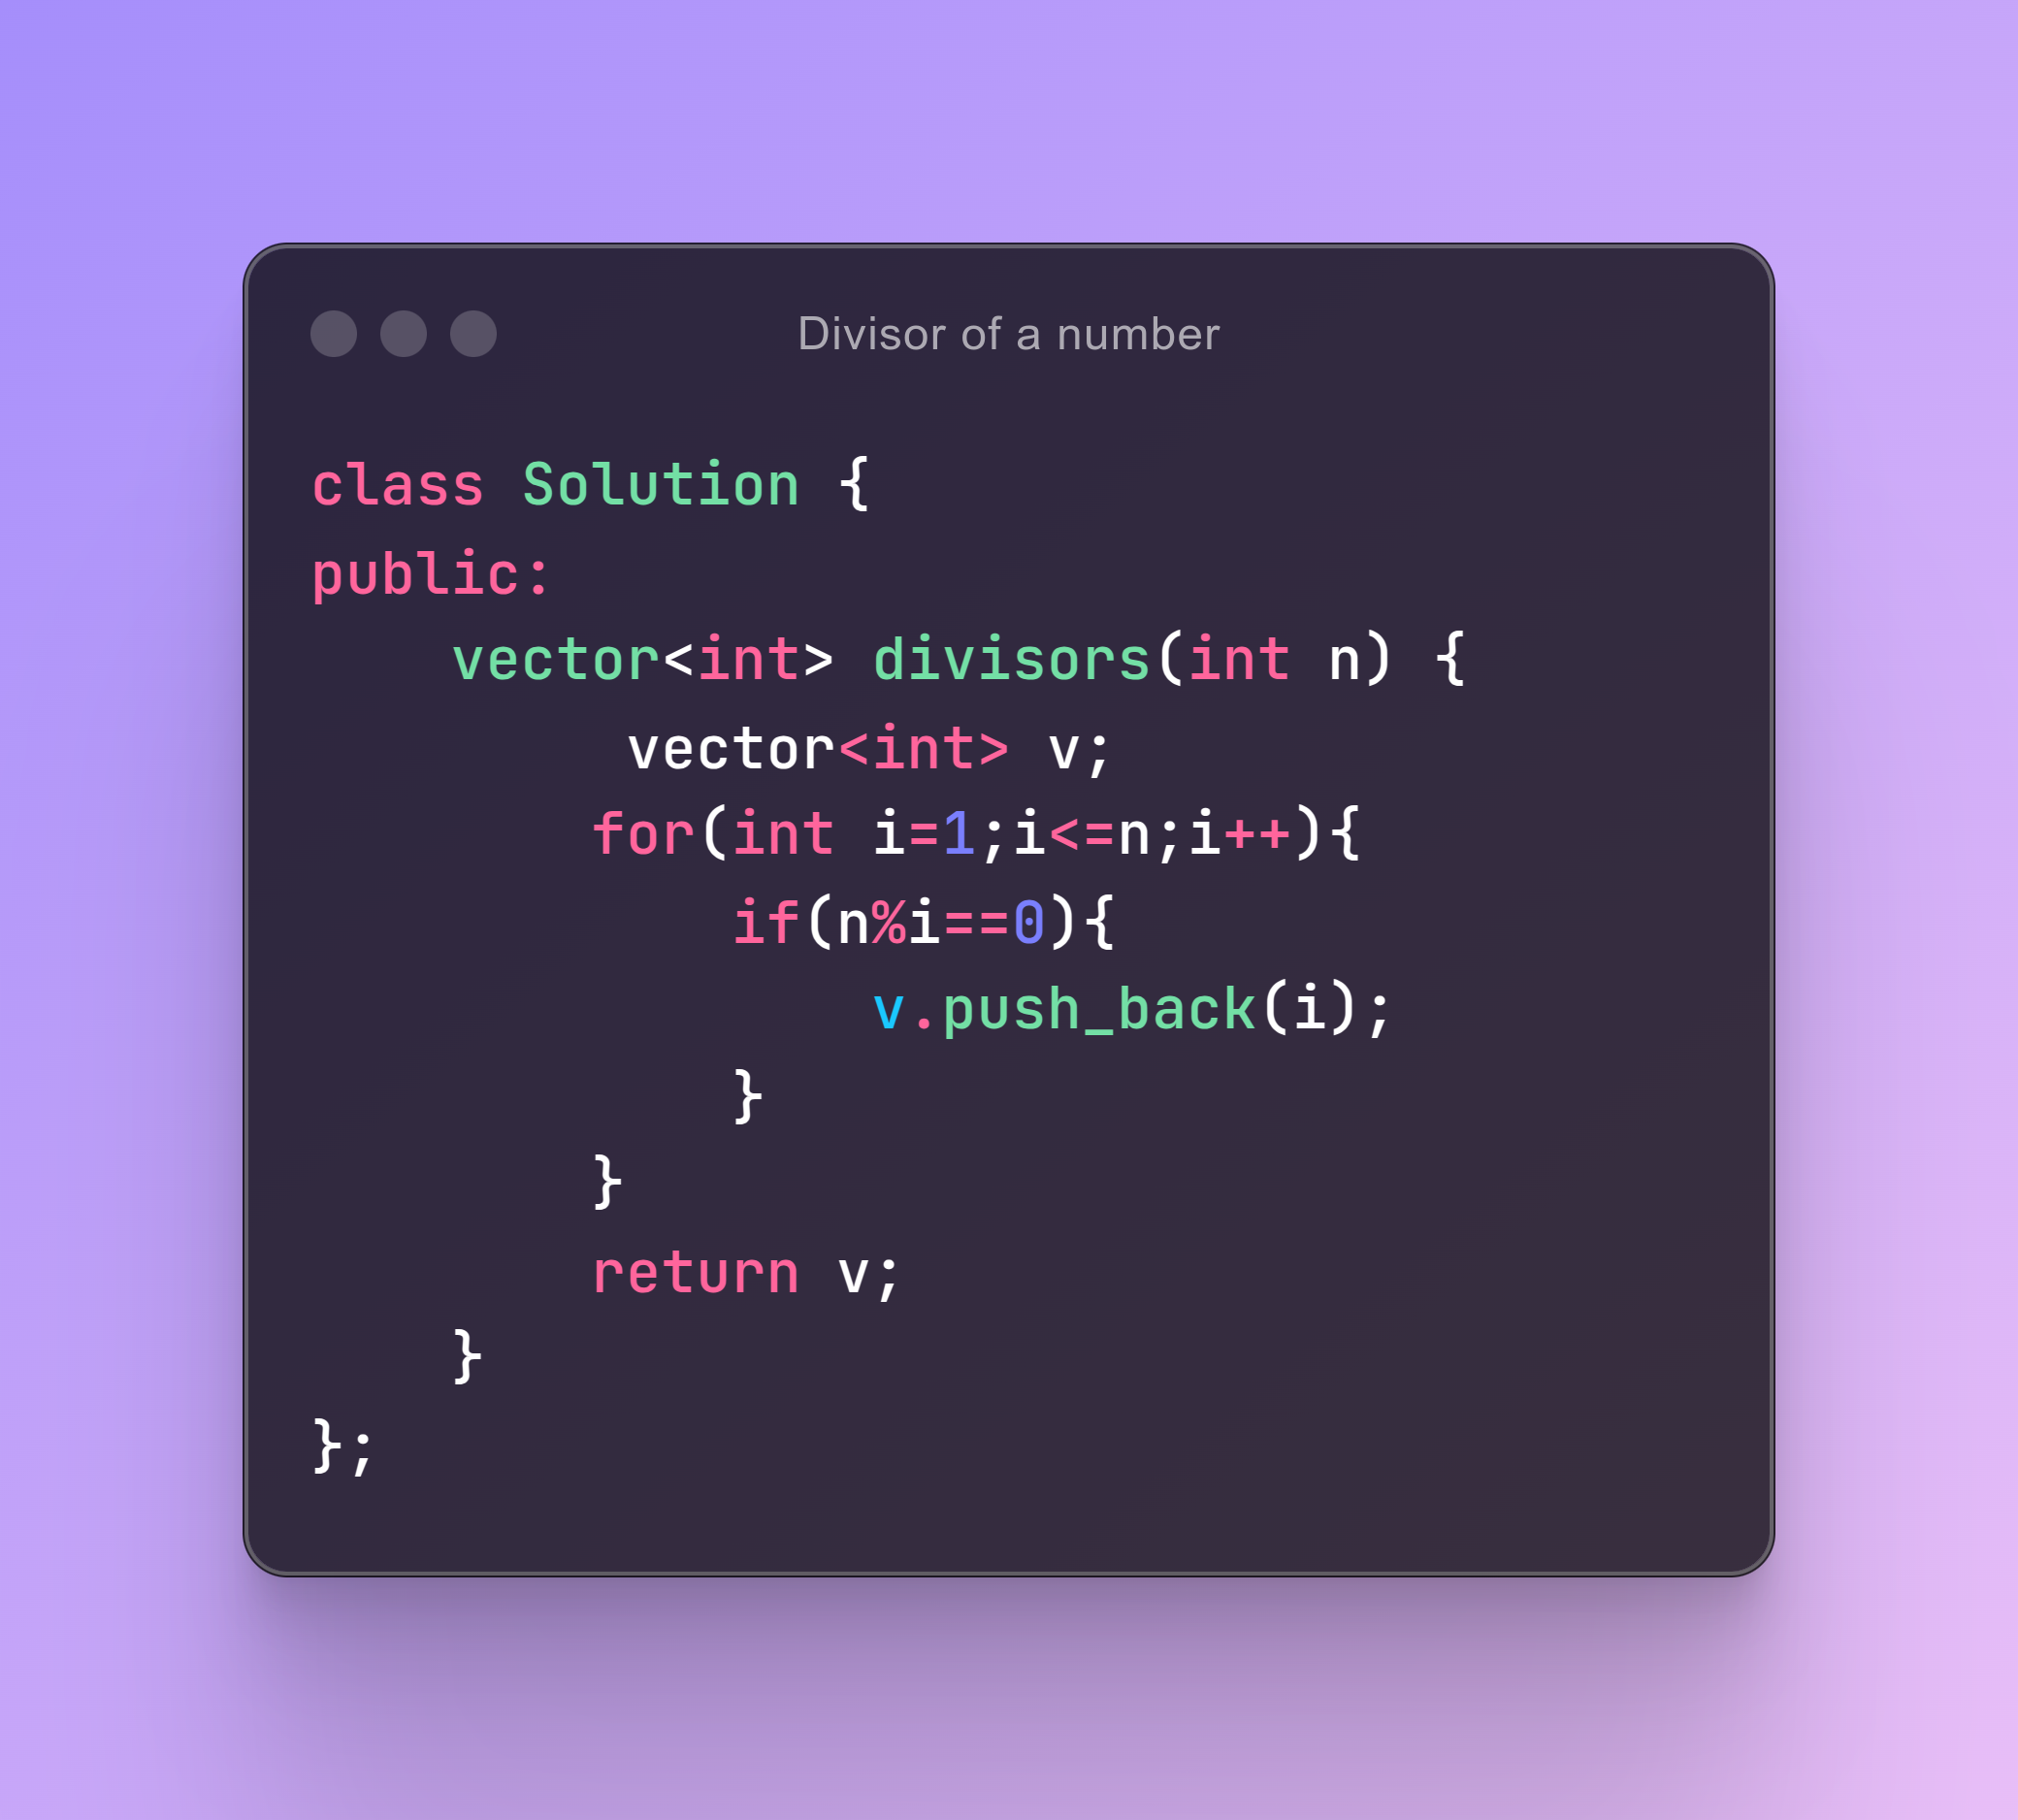 Divisor of a number
class Solution {
public:
    vector<int> divisors(int n) {
         vector<int> v;
        for(int i=1;i<=n;i++){
            if(n%i==0){
                v.push_back(i);
            }
        }
        return v;
    }
};